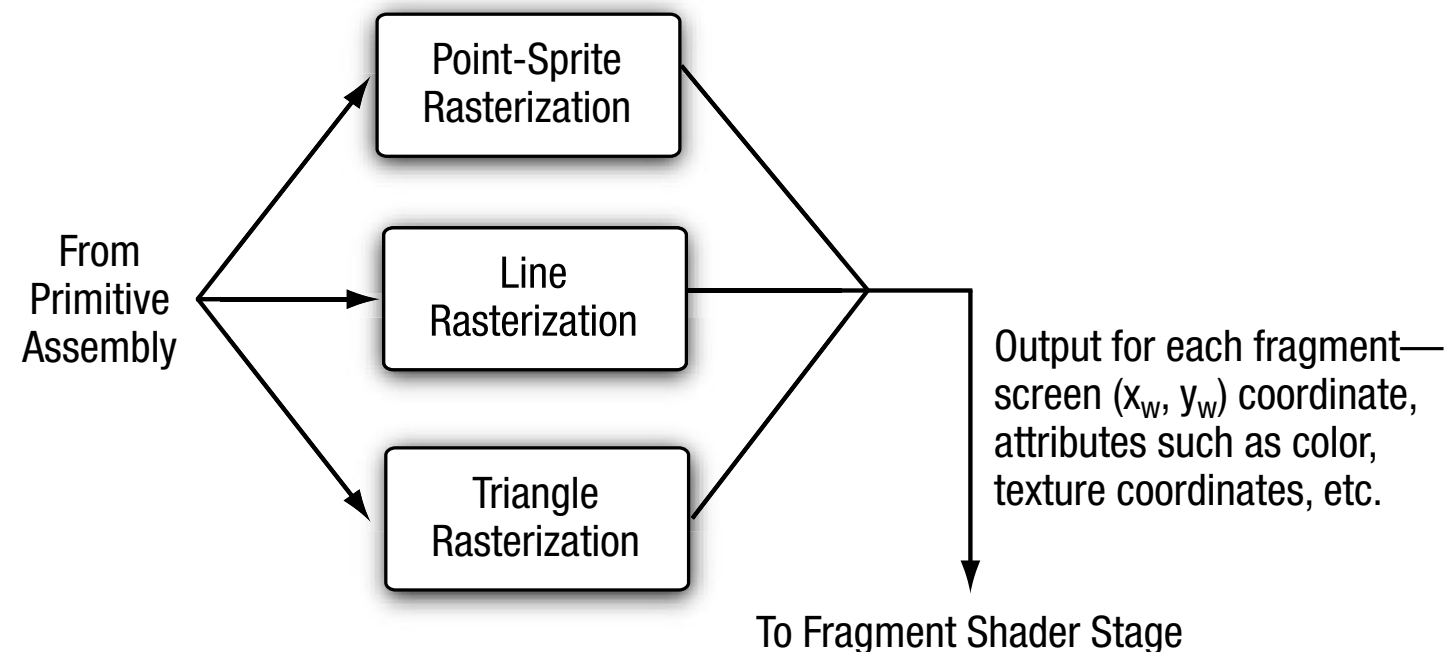 Point-Sprite
Rasterization
From
Primitive
Assembly
Line
Rasterization
Triangle
Rasterization
Output for each fragment—
screen (xw, yw) coordinate,
attributes such as color,
texture coordinates, etc.
To Fragment Shader Stage